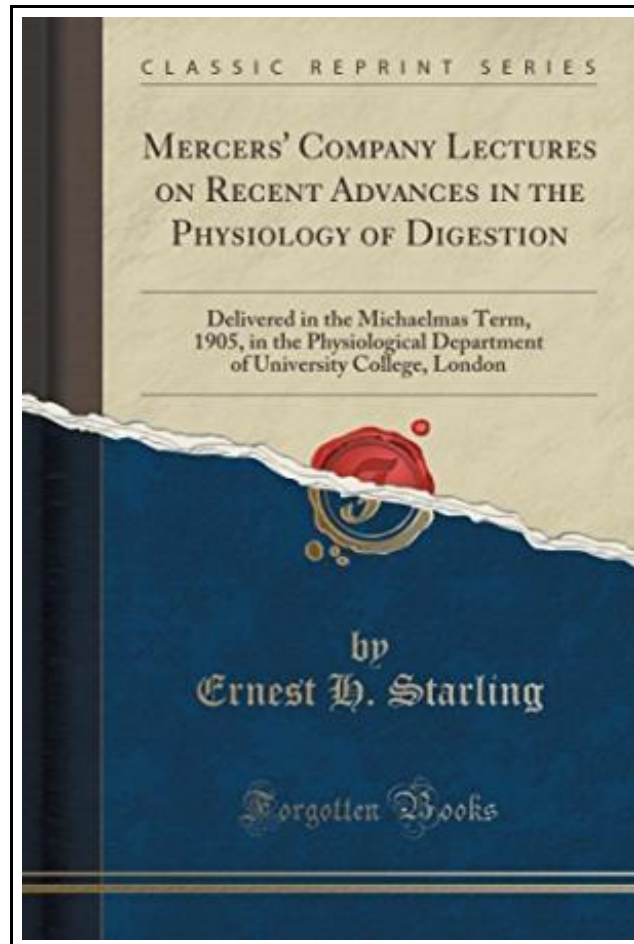 CLASSIC REPRINT SERIES
MERCERS' COMPANY LECTURES
ON RECENT ADVANCES IN THE
PHYSIOLOGY OF DIGESTION
Delivered in the Michaelmas Term,
1905, in the Physiological Department
of University College, London
by
Ernest H. Starling
Forgotten Books